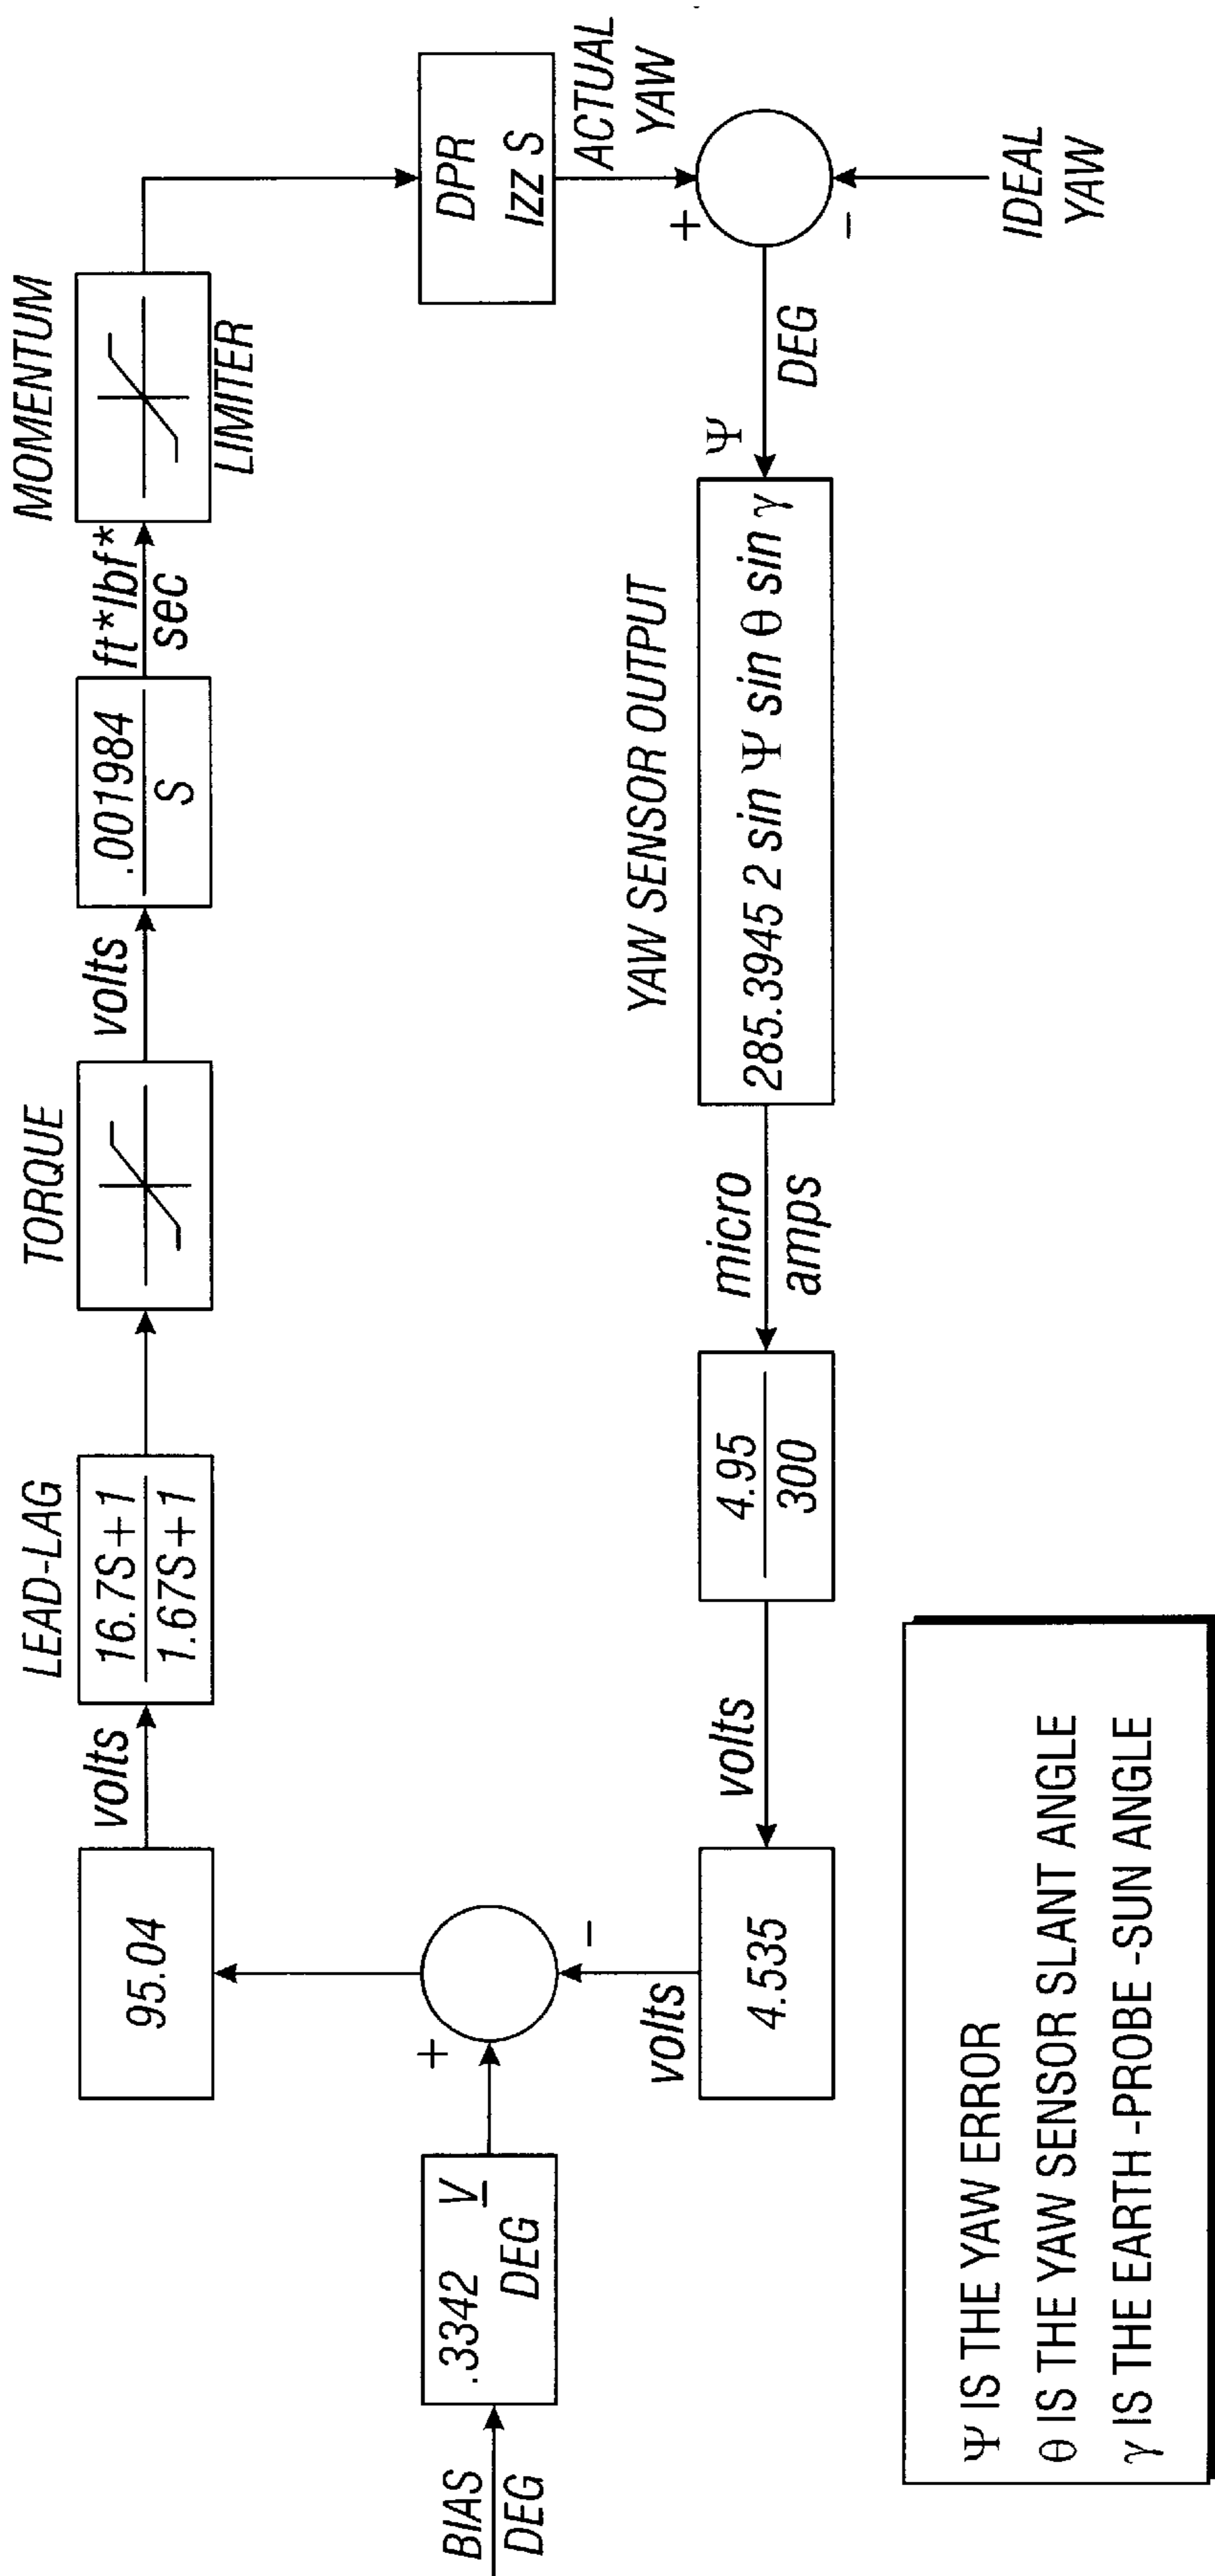 MOMENTUM
LIMITER
TORQUE
LEAD-LAG
95.04
volts
16.7S+1
1.67S+1
volts
.001984
S
ft*lbf*
sec
DPR
IZZ S
ACTUAL
YAW
+
-
IDEAL
YAW
DEG
Ψ
YAW SENSOR OUTPUT
285.3945 2 sin Ψ sin θ sin γ
micro
amps
4.95
300
volts
4.535
volts
-
+
BIAS
DEG
.3342 V
DEG
Ψ IS THE YAW ERROR
θ IS THE YAW SENSOR SLANT ANGLE
γ IS THE EARTH -PROBE -SUN ANGLE